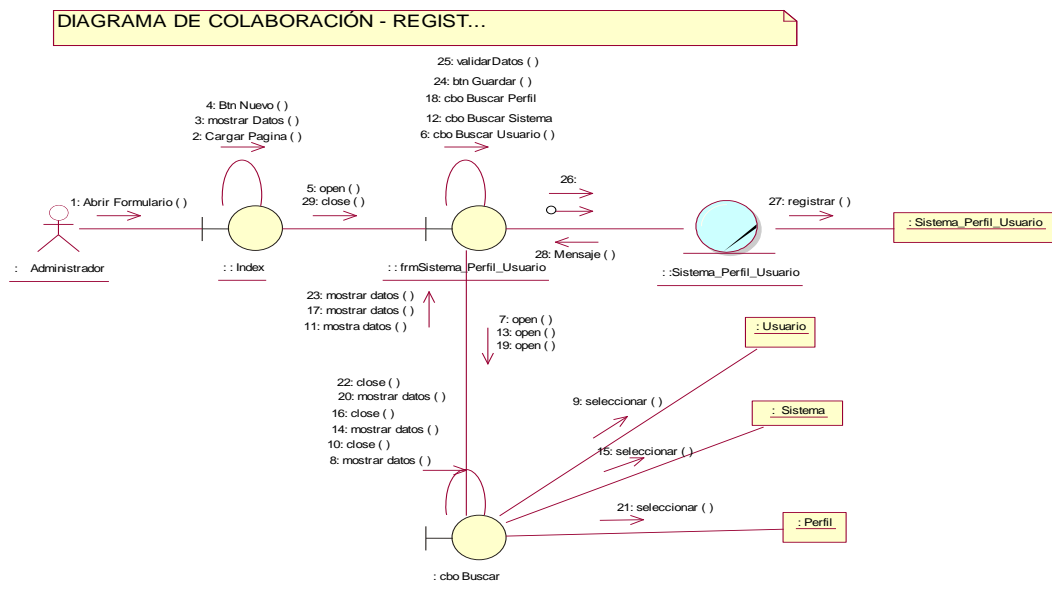 DIAGRAMA DE COLABORACIÓN - REGIST...
25: validarDatos ( )
24: btn Guardar ( )
18: cbo Buscar Perfil
12: cbo Buscar Sistema
6: cbo Buscar Usuario ( )
4: Btn Nuevo ( )
3: mostrar Datos ( )
2: Cargar Pagina ( )
1: Abrir Formulario ( )
5: open ( )
29: close ( )
26:
27: registrar ( )
28: Mensaje ( )
: Sistema_Perfil_Usuario
: Administrador
: : Index
: : frmSistema_Perfil_Usuario
: :Sistema_Perfil_Usuario
23: mostrar datos ( )
17: mostrar datos ( )
11: mostra datos ( )
7: open ( )
13: open ( )
19: open ( )
: Usuario
22: close ( )
20: mostrar datos ( )
16: close ( )
14: mostrar datos ( )
10: close ( )
8: mostrar datos ( )
9: seleccionar ( )
: Sistema
15: seleccionar ( )
21: seleccionar ( )
: Perfil
: cbo Buscar